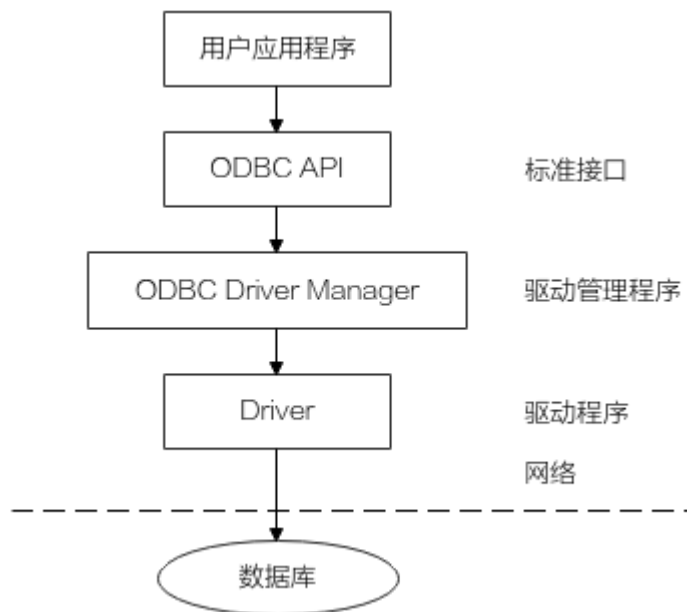 用户应用程序
ODBC API
标准接口
ODBC Driver Manager
驱动管理程序
Driver
驱动程序
网络
数据库